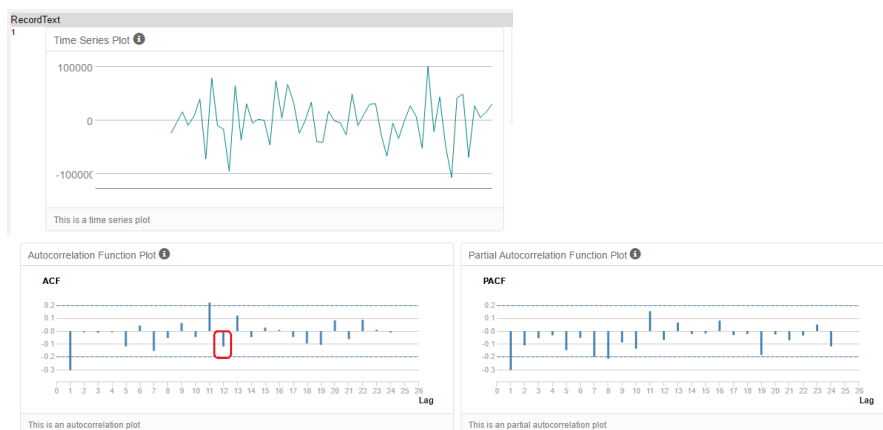 RecordText
1
Time Series Plot
100000
0
-100000
This is a time series plot
Autocorrelation Function Plot
ACF
0.2
0.1
-0.0
-0.1
-0.2
-0.3
0 1 2 3 4 5 6 7 8 9 10 11 12 13 14 15 16 17 18 19 20 21 22 23 24 25 26
Lag
This is an autocorrelation plot
Partial Autocorrelation Function Plot
PACF
0.2
0.1
-0.0
-0.1
-0.2
-0.3
0 1 2 3 4 5 6 7 8 9 10 11 12 13 14 15 16 17 18 19 20 21 22 23 24 25 26
Lag
This is an partial autocorrelation plot